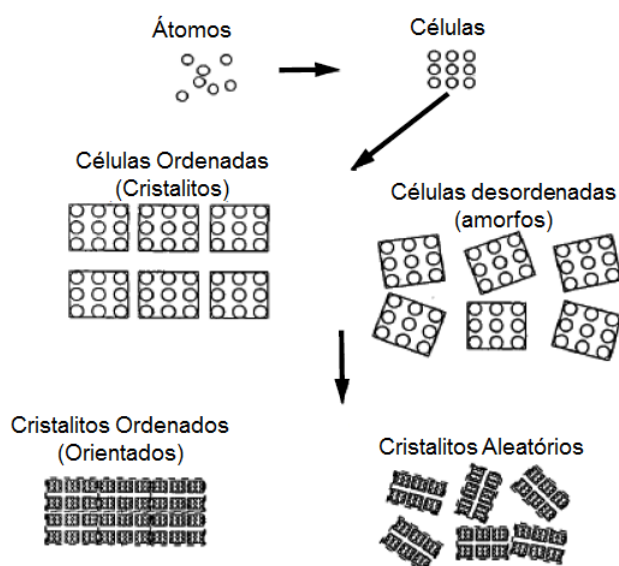 Átomos
Células
Células Ordenadas
(Cristalitos)
Células desordenadas
(amorfos)
Cristalitos Ordenados
(Orientados)
Cristalitos Aleatórios